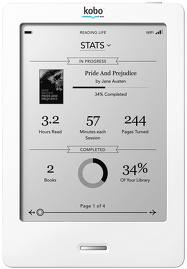 kobo
READING LIFE
STATS
IN PROGRESS
Pride And Prejudice
by Jane Austen
34% Completed
3.2
Hours Read
57
Minutes each
Session
244
Pages Turned
COMPLETED
2
Books
34%
Of Your Library
Page 1 of 4